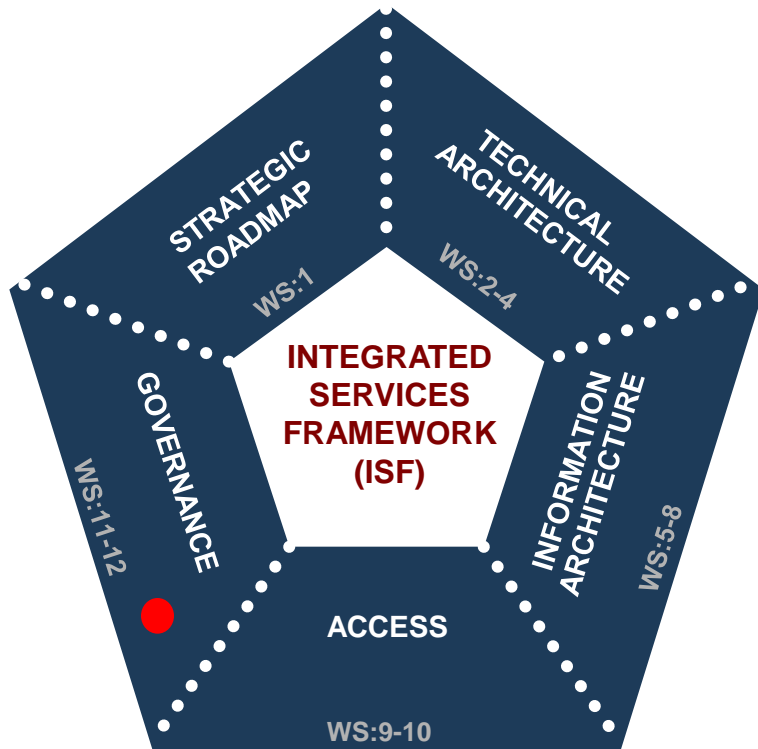 STRATEGIC
ROADMAP
WS:1
TECHNICAL
ARCHITECTURE
WS:2-4
INTEGRATED
SERVICES
FRAMEWORK
(ISF)
GOVERNANCE
WS:11-12
INFORMATION
ARCHITECTURE
WS:5-8
ACCESS
WS:9-10